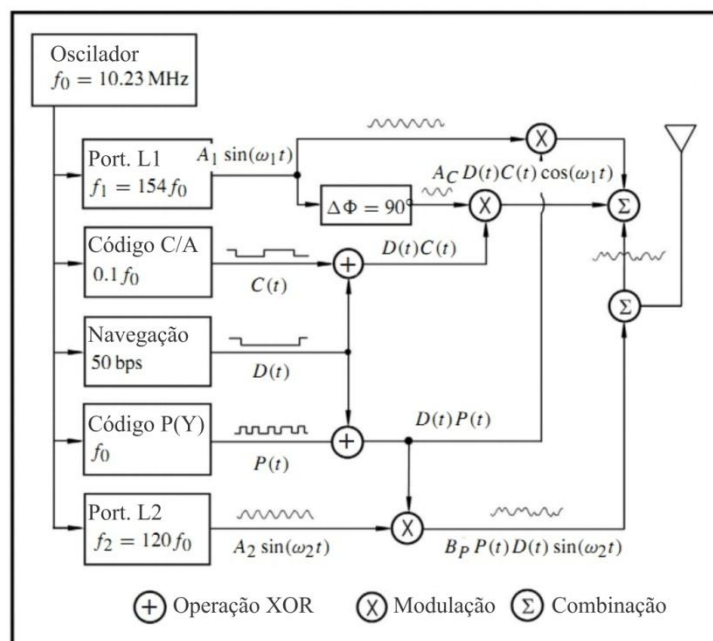 Oscilador
f₀ = 10.23 MHz
Port. L1
f₁ = 154 f₀
A₁ sin(ω₁t)
A_C D(t)C(t) cos(ω₁t)
ΔΦ = 90°
Código C/A
0.1 f₀
C(t)
D(t)C(t)
Navegação
50 bps
D(t)
Código P(Y)
f₀
P(t)
D(t)P(t)
Port. L2
f₂ = 120 f₀
A₂ sin(ω₂t)
B_P P(t)D(t) sin(ω₂t)
+ Operação XOR X Modulação Σ Combinação
X
X
Σ
+
Σ
+
X